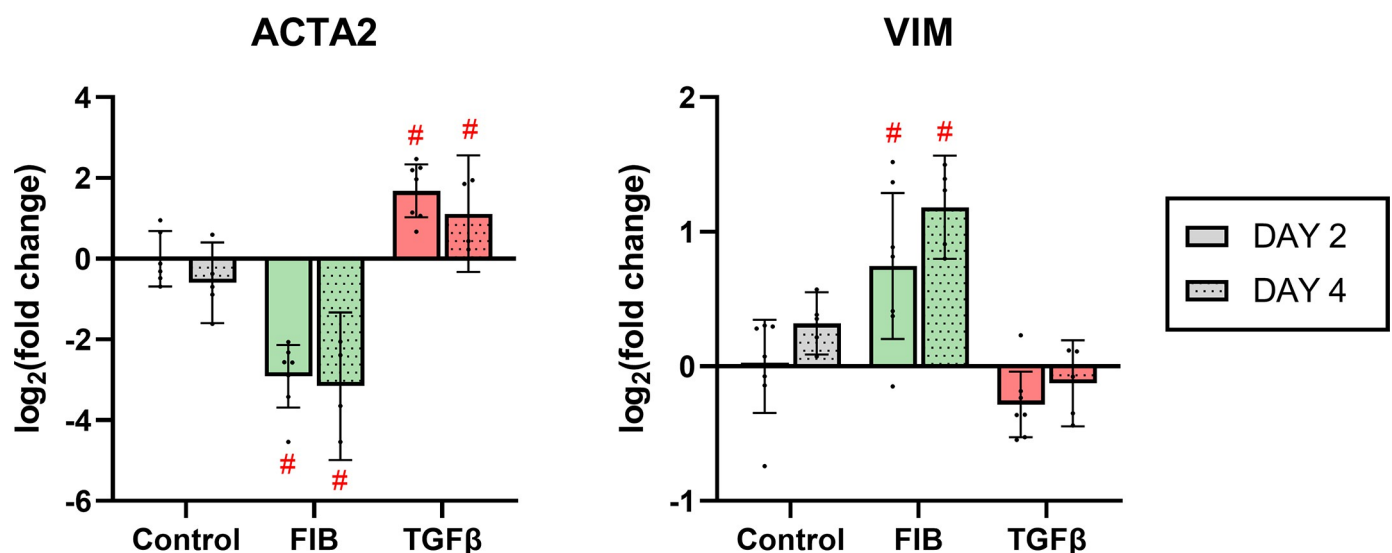 ACTA2
log2(fold change)
4
2
0
-2
-4
-6
#
#
#
#
Control
FIB
TGFβ
VIM
log2(fold change)
2
1
0
-1
#
#
Control
FIB
TGFβ
DAY 2
DAY 4